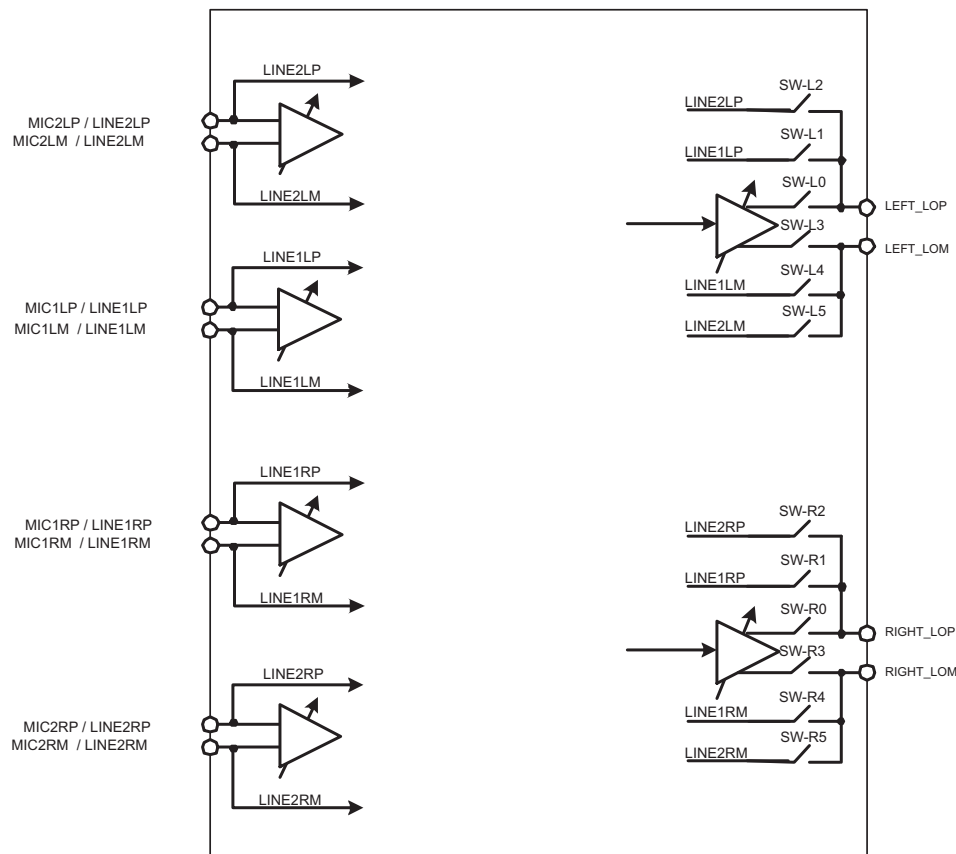 LINE2LP
MIC2LP / LINE2LP
MIC2LM / LINE2LM
LINE2LM
LINE1LP
MIC1LP / LINE1LP
MIC1LM / LINE1LM
LINE1LM
LINE1RP
MIC1RP / LINE1RP
MIC1RM / LINE1RM
LINE1RM
LINE2RP
MIC2RP / LINE2RP
MIC2RM / LINE2RM
LINE2RM
SW-L2
LINE2LP
SW-L1
LINE1LP
SW-L0
LEFT_LOP
SW-L3
LEFT_LOM
SW-L4
LINE1LM
SW-L5
LINE2LM
SW-R2
LINE2RP
SW-R1
LINE1RP
SW-R0
RIGHT_LOP
SW-R3
RIGHT_LOM
SW-R4
LINE1RM
SW-R5
LINE2RM